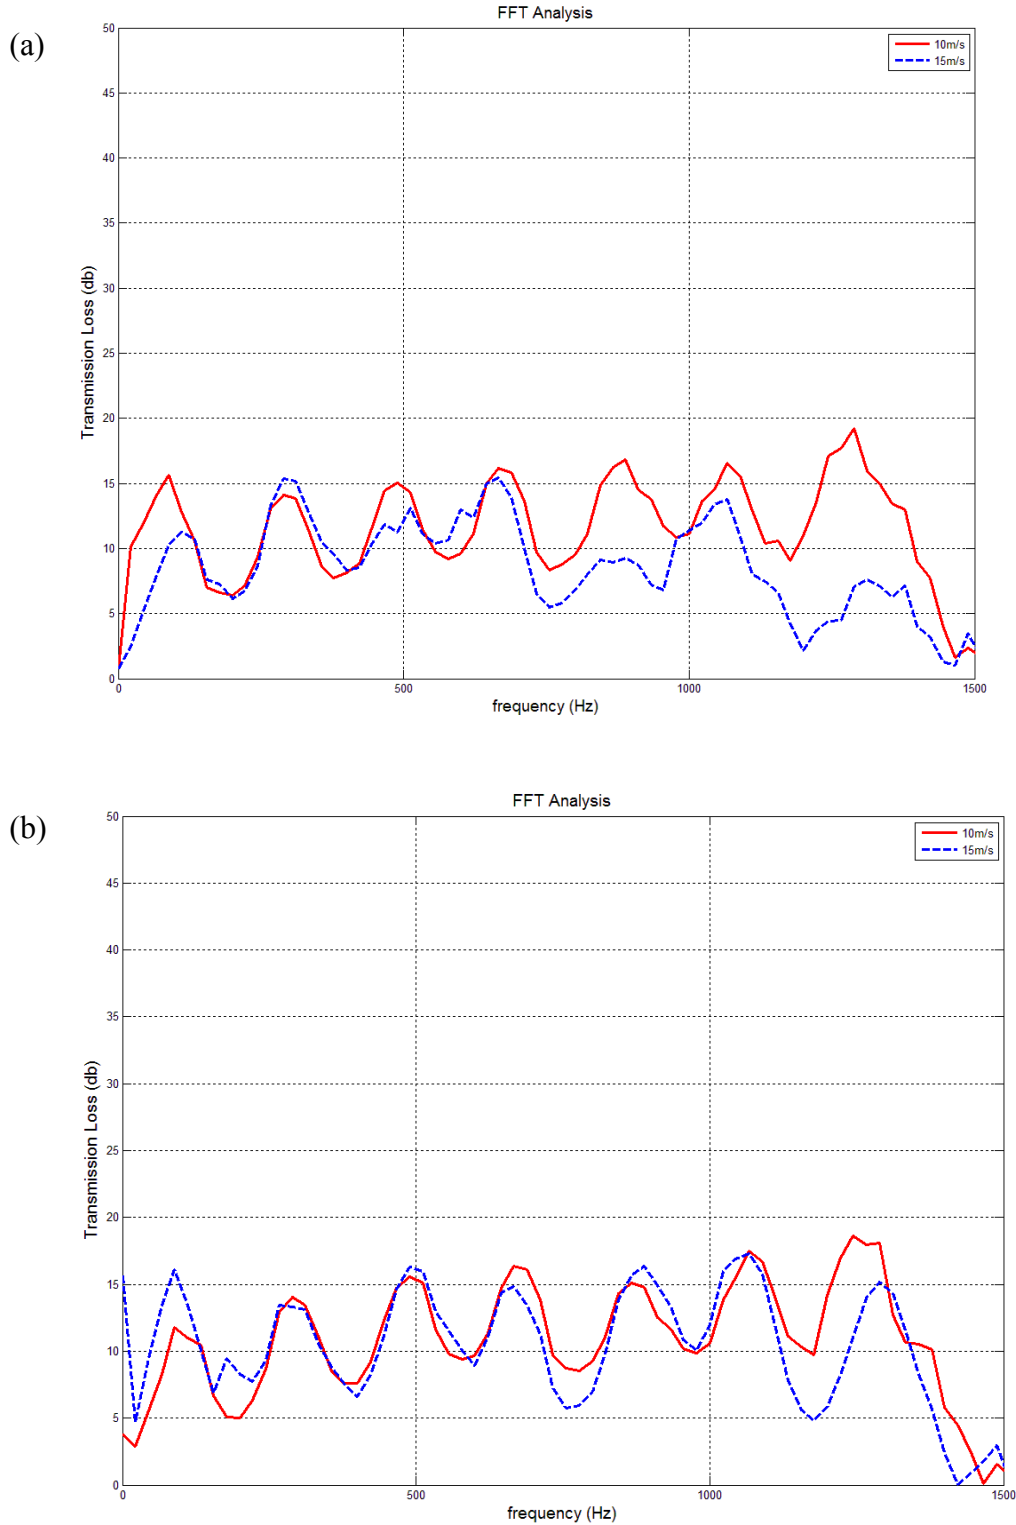 (a)
FFT Analysis
10m/s
15m/s
Transmission Loss (db)
50
45
40
35
30
25
20
15
10
5
0
0 500 1000 1500
frequency (Hz)
(b)
FFT Analysis
10m/s
15m/s
Transmission Loss (db)
50
45
40
35
30
25
20
15
10
5
0
0 500 1000 1500
frequency (Hz)